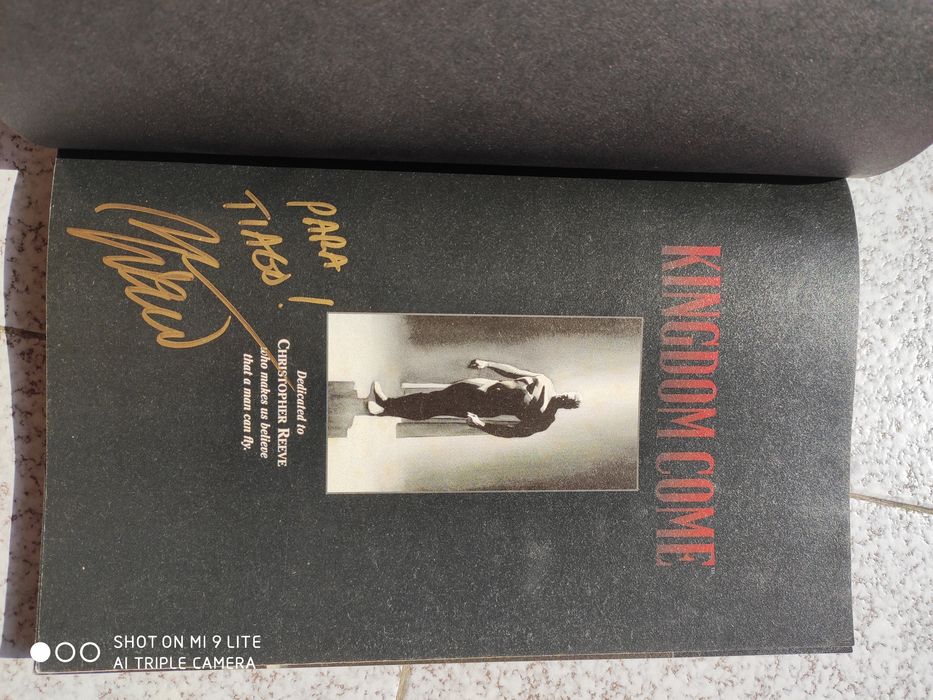 KINGDOM COME™
Dedicated to
CHRISTOPHER REEVE
who makes us believe
that a man can fly.
PARA
TIAGO!
SHOT ON MI 9 LITE
AI TRIPLE CAMERA